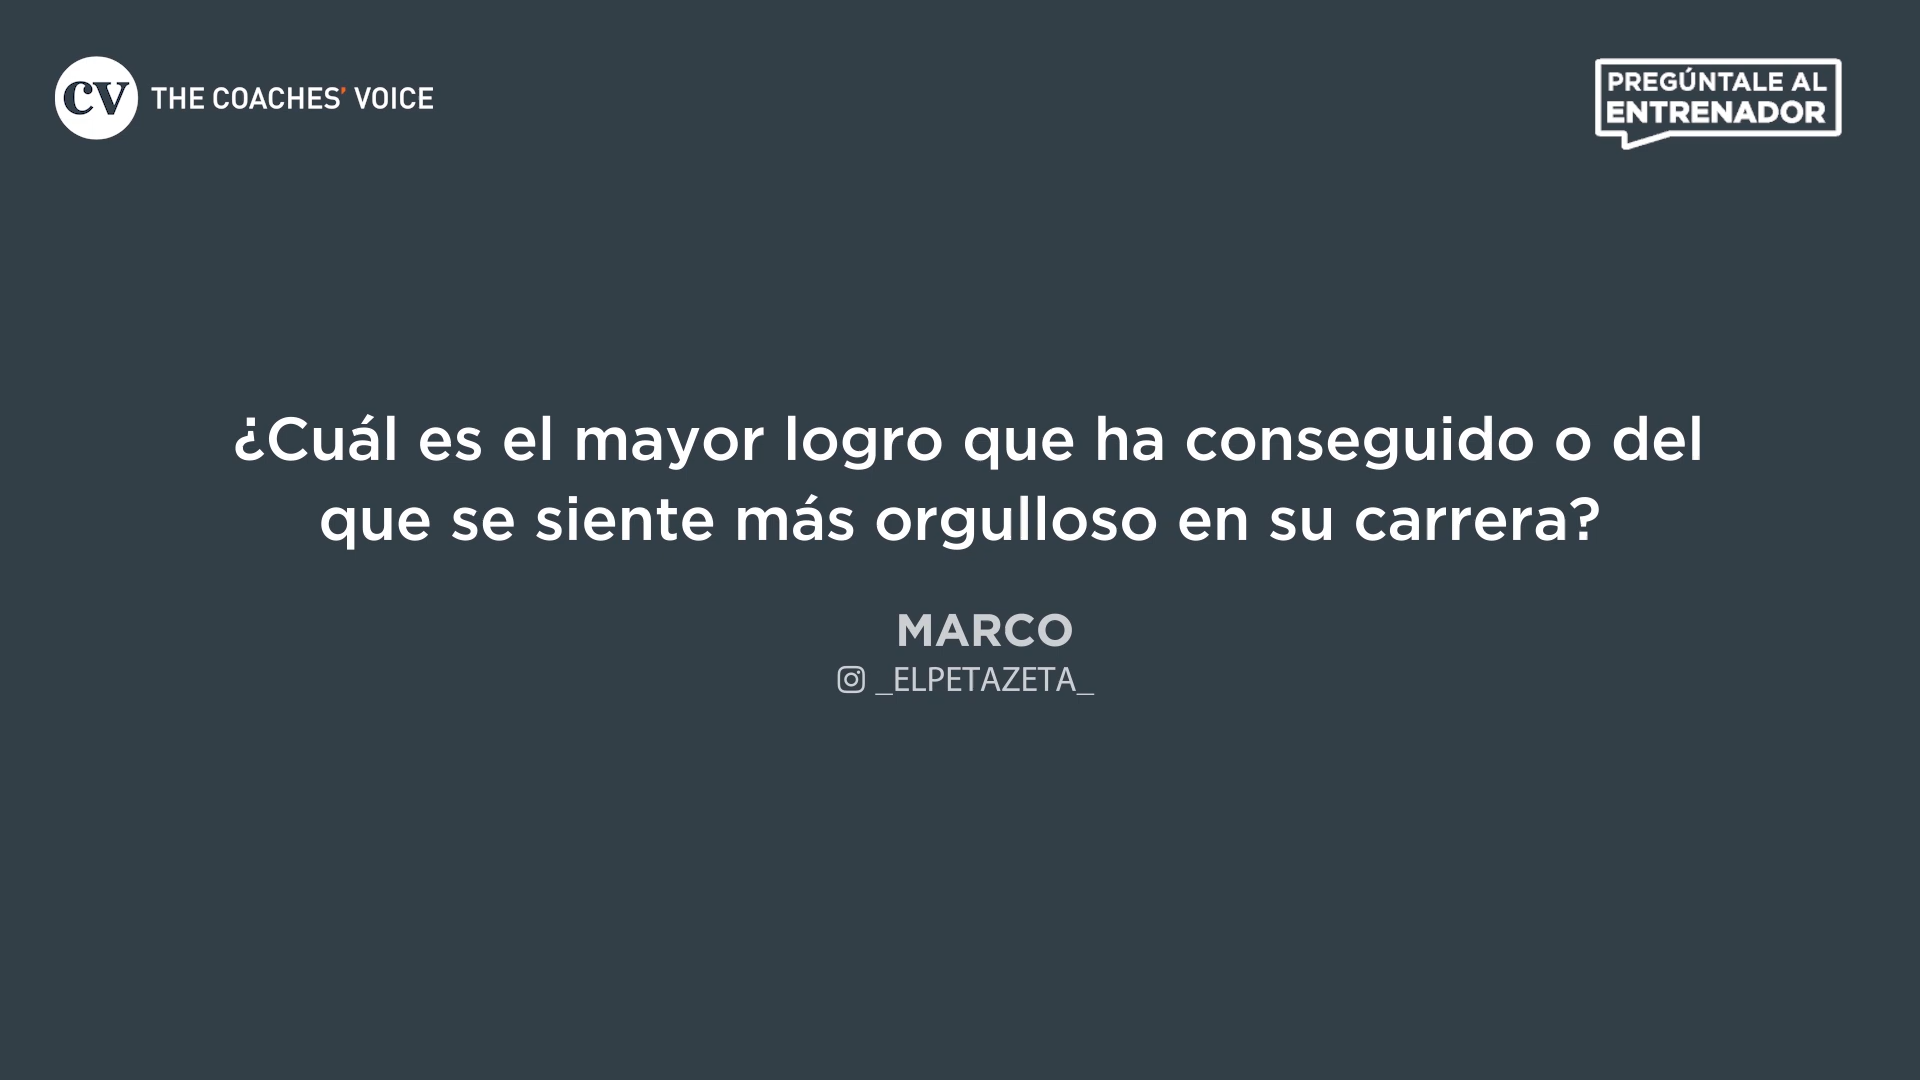 CV THE COACHES' VOICE
PREGÚNTALE AL
ENTRENADOR
¿Cuál es el mayor logro que ha conseguido o del
que se siente más orgulloso en su carrera?
MARCO
_ELPETAZETA_